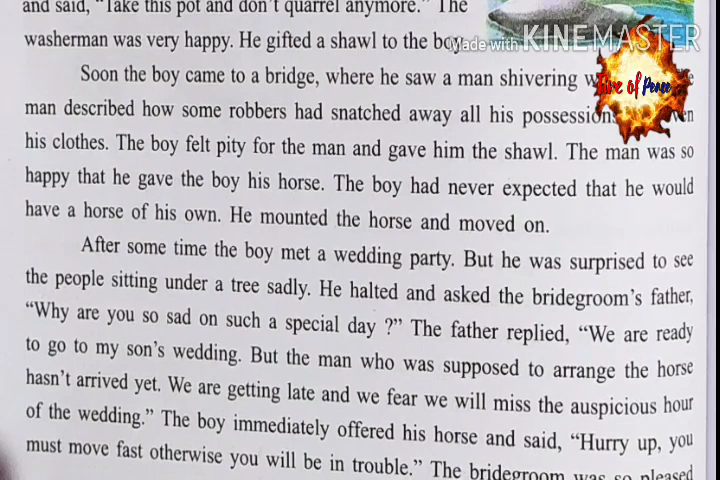 and said, "Take this pot and don't quarrel anymore." The
washerman was very happy. He gifted a shawl to the boy.
Made with KINEMASTER
Soon the boy came to a bridge, where he saw a man shivering
man described how some robbers had snatched away all his possessions
his clothes. The boy felt pity for the man and gave him the shawl. The man was so
happy that he gave the boy his horse. The boy had never expected that he would
have a horse of his own. He mounted the horse and moved on.
After some time the boy met a wedding party. But he was surprised to see
the people sitting under a tree sadly. He halted and asked the bridegroom's father,
"Why are you so sad on such a special day ?" The father replied, "We are ready
to go to my son's wedding. But the man who was supposed to arrange the horse
hasn't arrived yet. We are getting late and we fear we will miss the auspicious hour
of the wedding." The boy immediately offered his horse and said, "Hurry up, you
must move fast otherwise you will be in trouble." The bridegroom was so pleased